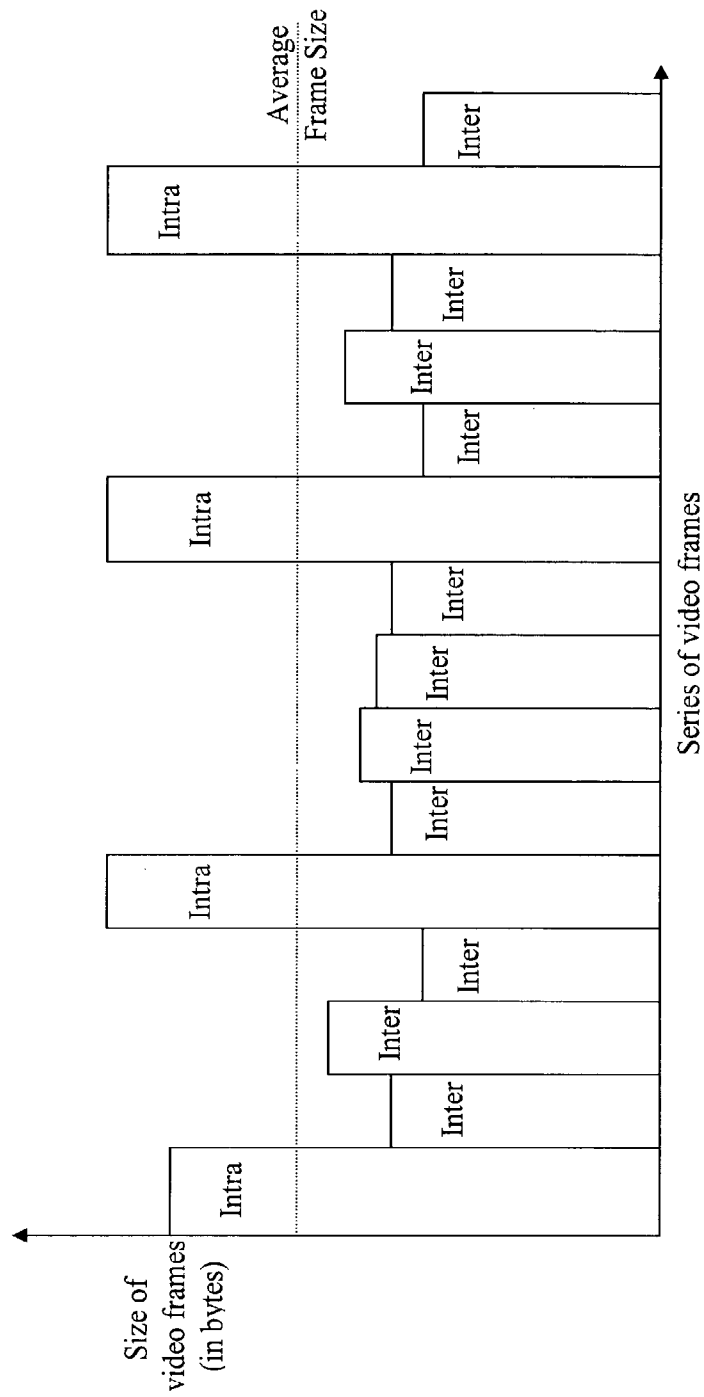 Size of
video frames
(in bytes)
Average
Frame Size
Intra
Inter
Inter
Inter
Intra
Inter
Inter
Inter
Inter
Intra
Inter
Inter
Inter
Intra
Inter
Series of video frames